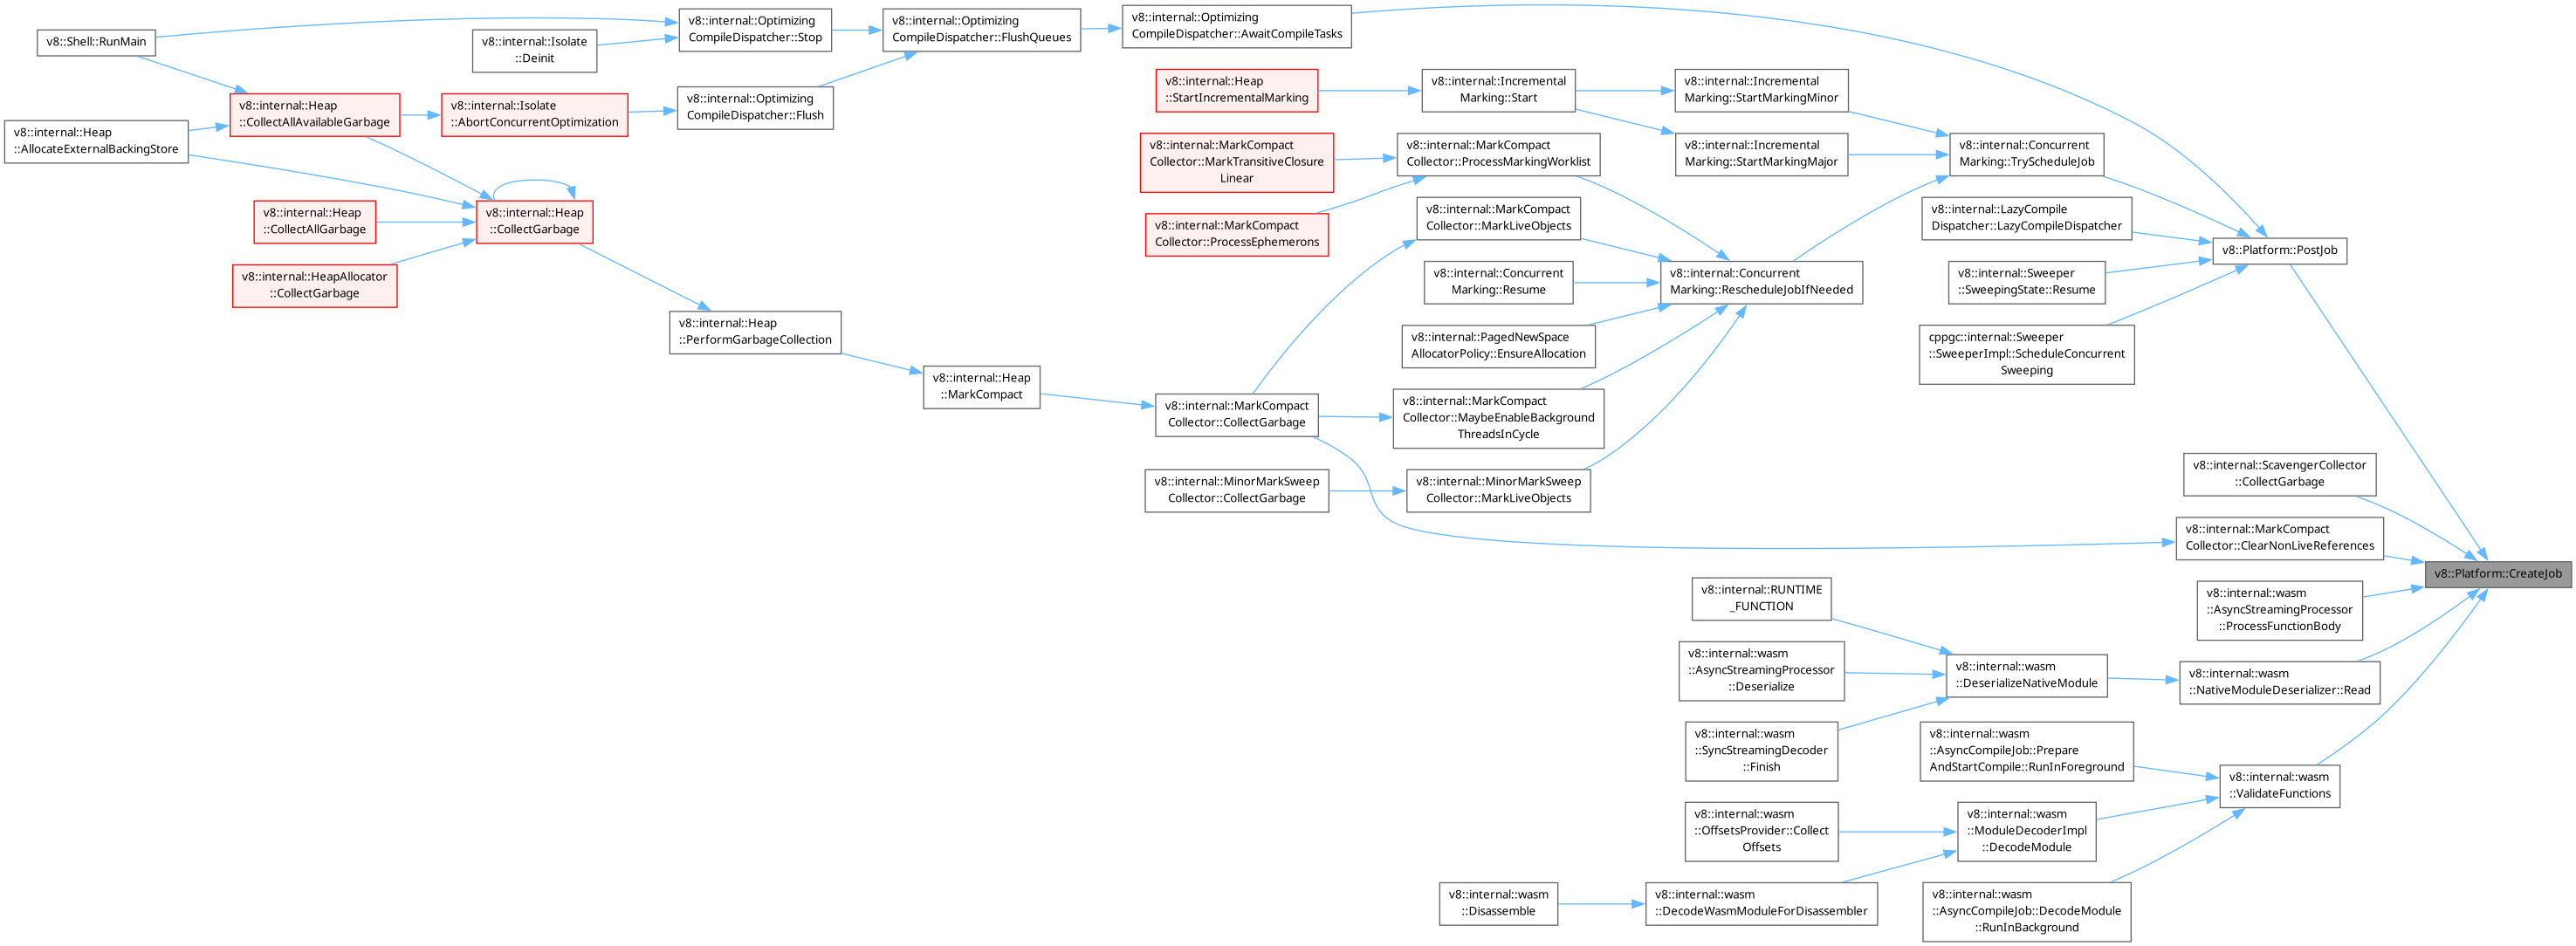 v8::Shell::RunMain
v8::internal::Heap
::AllocateExternalBackingStore
v8::internal::Heap
::CollectAllAvailableGarbage
v8::internal::Heap
::CollectAllGarbage
v8::internal::HeapAllocator
::CollectGarbage
v8::internal::Isolate
::Deinit
v8::internal::Isolate
::AbortConcurrentOptimization
v8::internal::Heap
::CollectGarbage
v8::internal::Optimizing
CompileDispatcher::Stop
v8::internal::Optimizing
CompileDispatcher::Flush
v8::internal::Heap
::PerformGarbageCollection
v8::internal::Optimizing
CompileDispatcher::FlushQueues
v8::internal::Heap
::MarkCompact
v8::internal::Optimizing
CompileDispatcher::AwaitCompileTasks
v8::internal::Heap
::StartIncrementalMarking
v8::internal::MarkCompact
Collector::MarkTransitiveClosure
Linear
v8::internal::MarkCompact
Collector::ProcessEphemerons
v8::internal::MarkCompact
Collector::CollectGarbage
v8::internal::MinorMarkSweep
Collector::CollectGarbage
v8::internal::Incremental
Marking::Start
v8::internal::MarkCompact
Collector::ProcessMarkingWorklist
v8::internal::MarkCompact
Collector::MarkLiveObjects
v8::internal::Concurrent
Marking::Resume
v8::internal::PagedNewSpace
AllocatorPolicy::EnsureAllocation
v8::internal::MarkCompact
Collector::MaybeEnableBackground
ThreadsInCycle
v8::internal::MinorMarkSweep
Collector::MarkLiveObjects
v8::internal::wasm
::Disassemble
v8::internal::Incremental
Marking::StartMarkingMinor
v8::internal::Incremental
Marking::StartMarkingMajor
v8::internal::Concurrent
Marking::RescheduleJobIfNeeded
v8::internal::RUNTIME
_FUNCTION
v8::internal::wasm
::AsyncStreamingProcessor
::Deserialize
v8::internal::wasm
::SyncStreamingDecoder
::Finish
v8::internal::wasm
::OffsetsProvider::Collect
Offsets
v8::internal::wasm
::DecodeWasmModuleForDisassembler
v8::internal::Concurrent
Marking::TryScheduleJob
v8::internal::LazyCompile
Dispatcher::LazyCompileDispatcher
v8::internal::Sweeper
::SweepingState::Resume
cppgc::internal::Sweeper
::SweeperImpl::ScheduleConcurrent
Sweeping
v8::internal::wasm
::DeserializeNativeModule
v8::internal::wasm
::AsyncCompileJob::Prepare
AndStartCompile::RunInForeground
v8::internal::wasm
::ModuleDecoderImpl
::DecodeModule
v8::internal::wasm
::AsyncCompileJob::DecodeModule
::RunInBackground
v8::Platform::PostJob
v8::internal::ScavengerCollector
::CollectGarbage
v8::internal::MarkCompact
Collector::ClearNonLiveReferences
v8::internal::wasm
::AsyncStreamingProcessor
::ProcessFunctionBody
v8::internal::wasm
::NativeModuleDeserializer::Read
v8::internal::wasm
::ValidateFunctions
v8::Platform::CreateJob